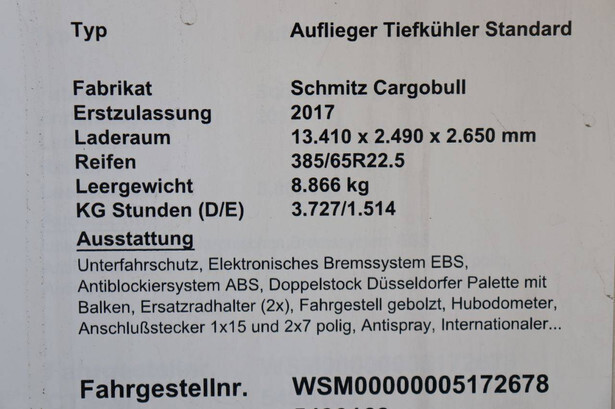 Typ Auflieger Tiefkühler Standard
Fabrikat Schmitz Cargobull
Erstzulassung 2017
Laderaum 13.410 x 2.490 x 2.650 mm
Reifen 385/65R22.5
Leergewicht 8.866 kg
KG Stunden (D/E) 3.727/1.514
Ausstattung
Unterfahrschutz, Elektronisches Bremssystem EBS,
Antiblockiersystem ABS, Doppelstock Düsseldorfer Palette mit
Balken, Ersatzradhalter (2x), Fahrgestell gebolzt, Hubodometer,
Anschlußstecker 1x15 und 2x7 polig, Antispray, Internationaler...
Fahrgestellnr. WSM00000005172678